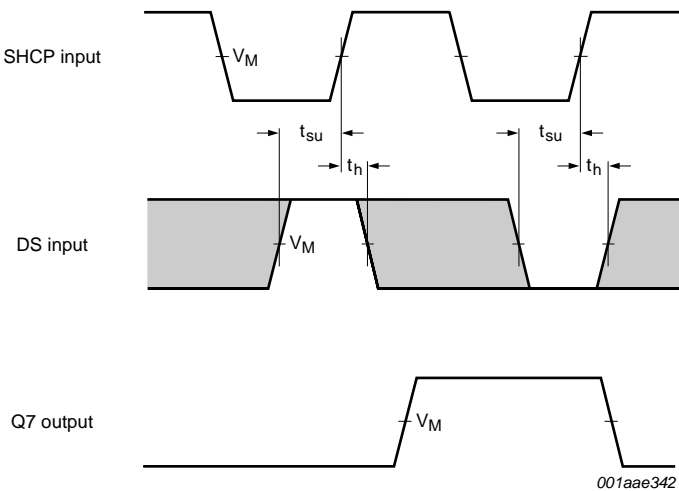 SHCP input
V_M
t_su
t_su
t_h
t_h
DS input
V_M
Q7 output
V_M
001aae342